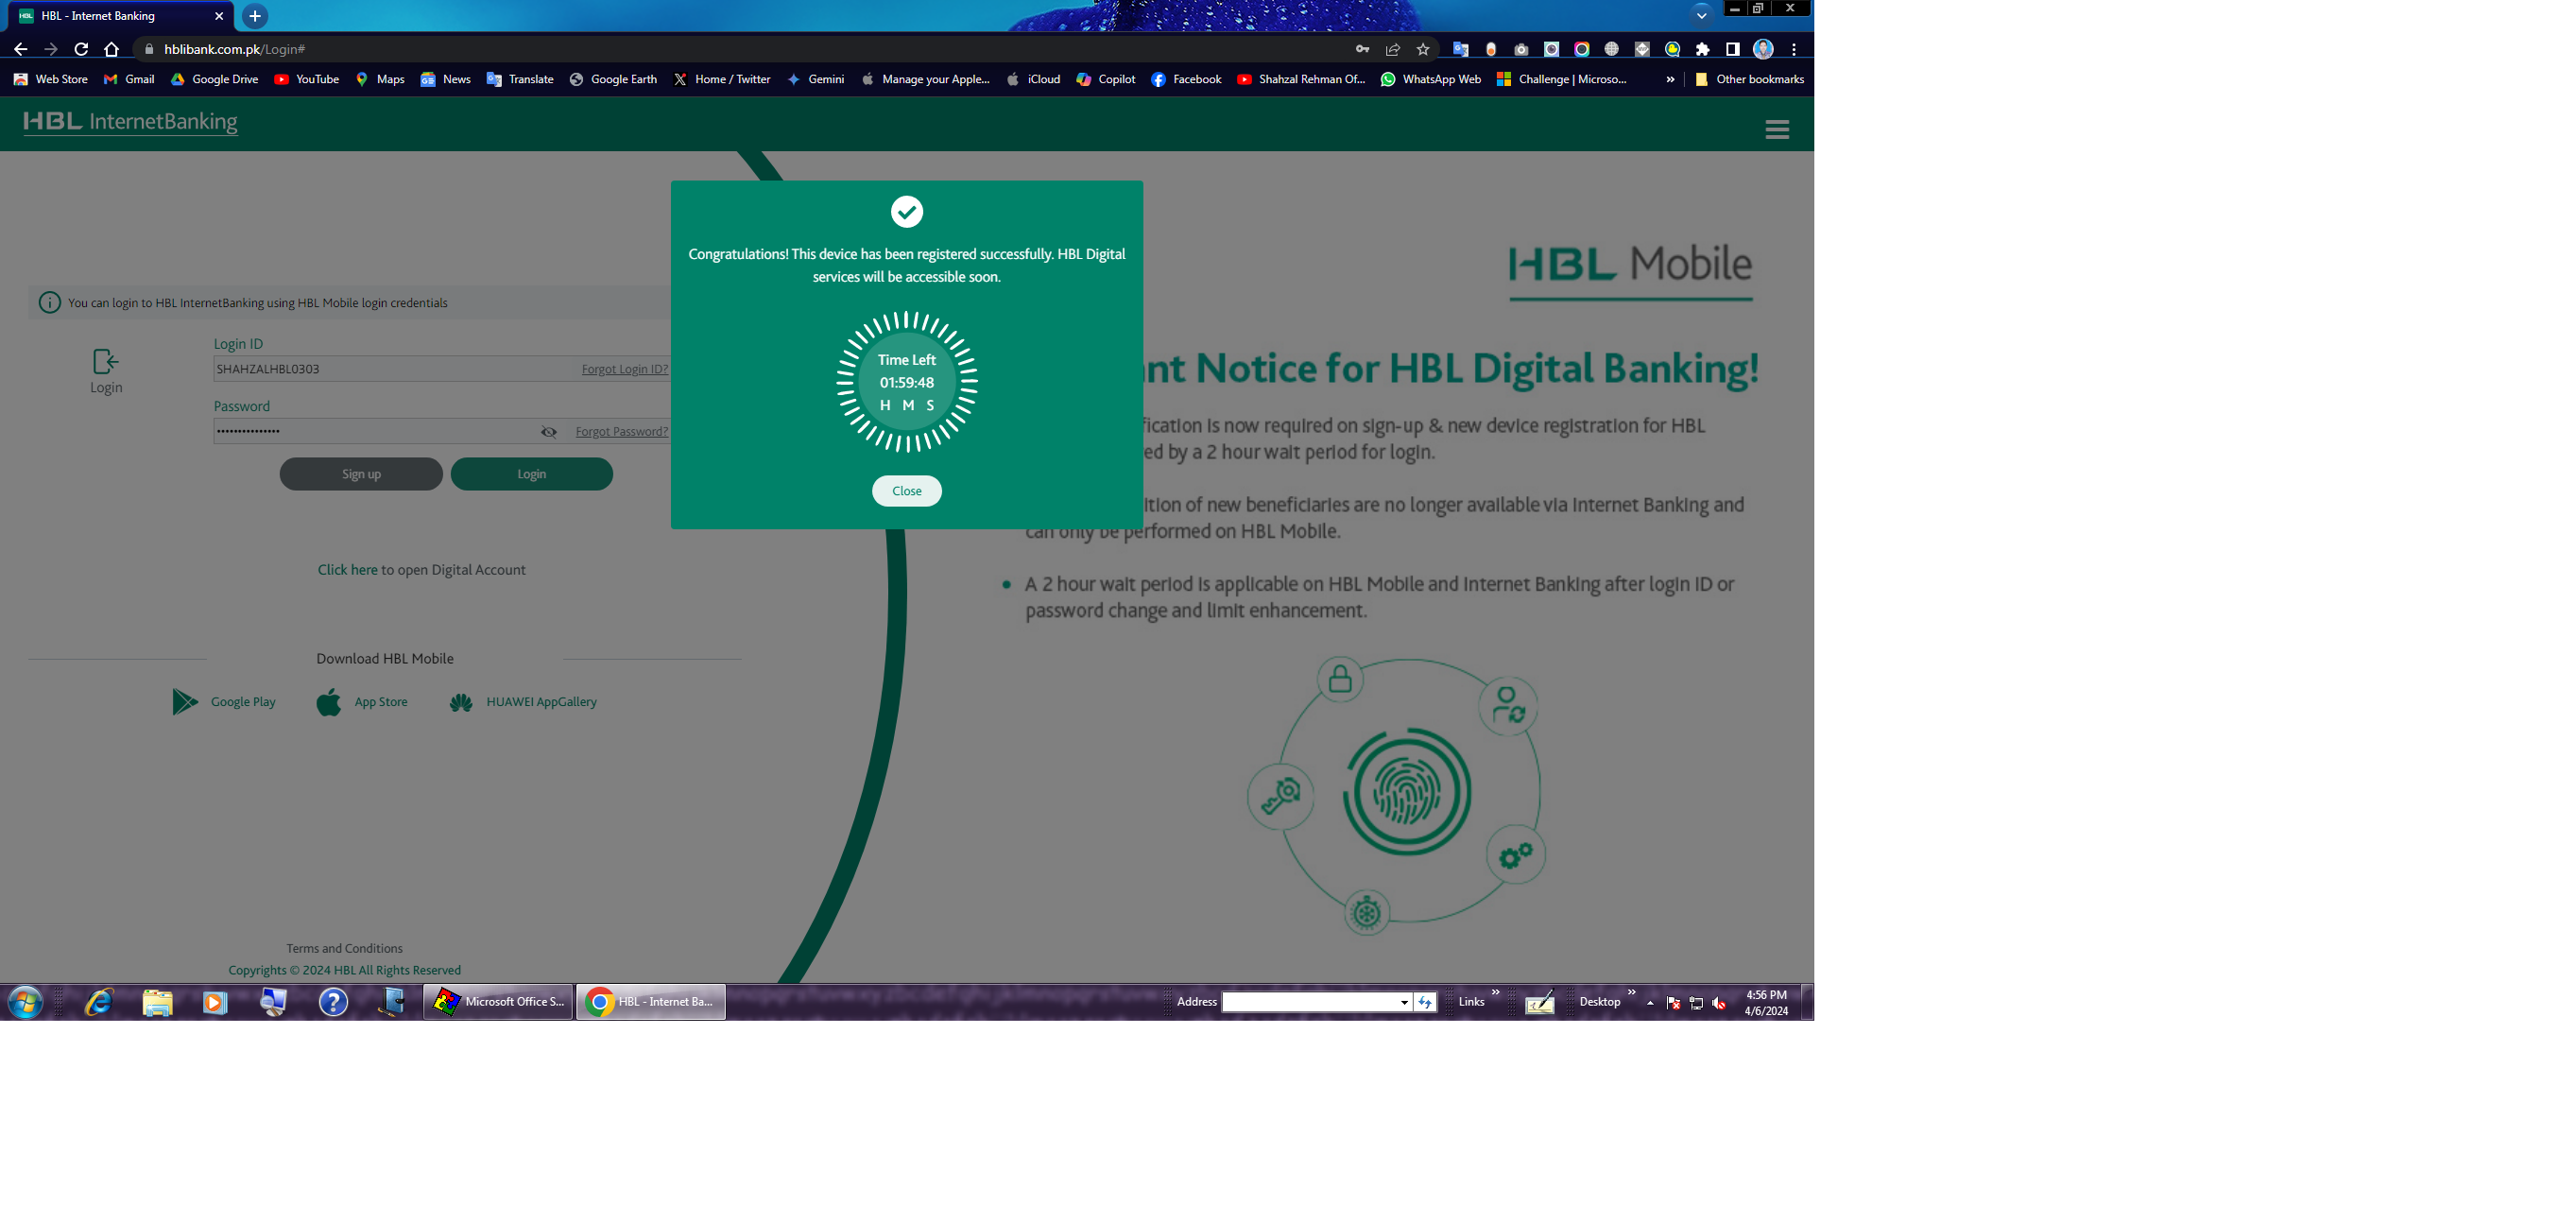 HBL - Internet Banking
hblibank.com.pk/Login#
Web Store Gmail Google Drive YouTube Maps News Translate Google Earth Home / Twitter Gemini Manage your Apple... iCloud Copilot Facebook Shahzal Rehman Of... WhatsApp Web Challenge | Microso... » Other bookmarks
HBL InternetBanking
Congratulations! This device has been registered successfully. HBL Digital
services will be accessible soon.
Time Left
01:59:48
H M S
Close
You can login to HBL InternetBanking using HBL Mobile login credentials
Login
Login ID
SHAHZALHBL0303 Forgot Login ID?
Password
••••••••••••••• Forgot Password?
Sign up Login
Click here to open Digital Account
Download HBL Mobile
Google Play App Store HUAWEI AppGallery
Terms and Conditions
Copyrights © 2024 HBL All Rights Reserved
HBL Mobile
nt Notice for HBL Digital Banking!
fication is now required on sign-up & new device registration for HBL
ed by a 2 hour wait period for login.
ition of new beneficiaries are no longer available via Internet Banking and
can only be performed on HBL Mobile.
• A 2 hour wait period is applicable on HBL Mobile and Internet Banking after login ID or
password change and limit enhancement.
Microsoft Office S... HBL - Internet Ba... Address Links » Desktop » 4:56 PM
4/6/2024